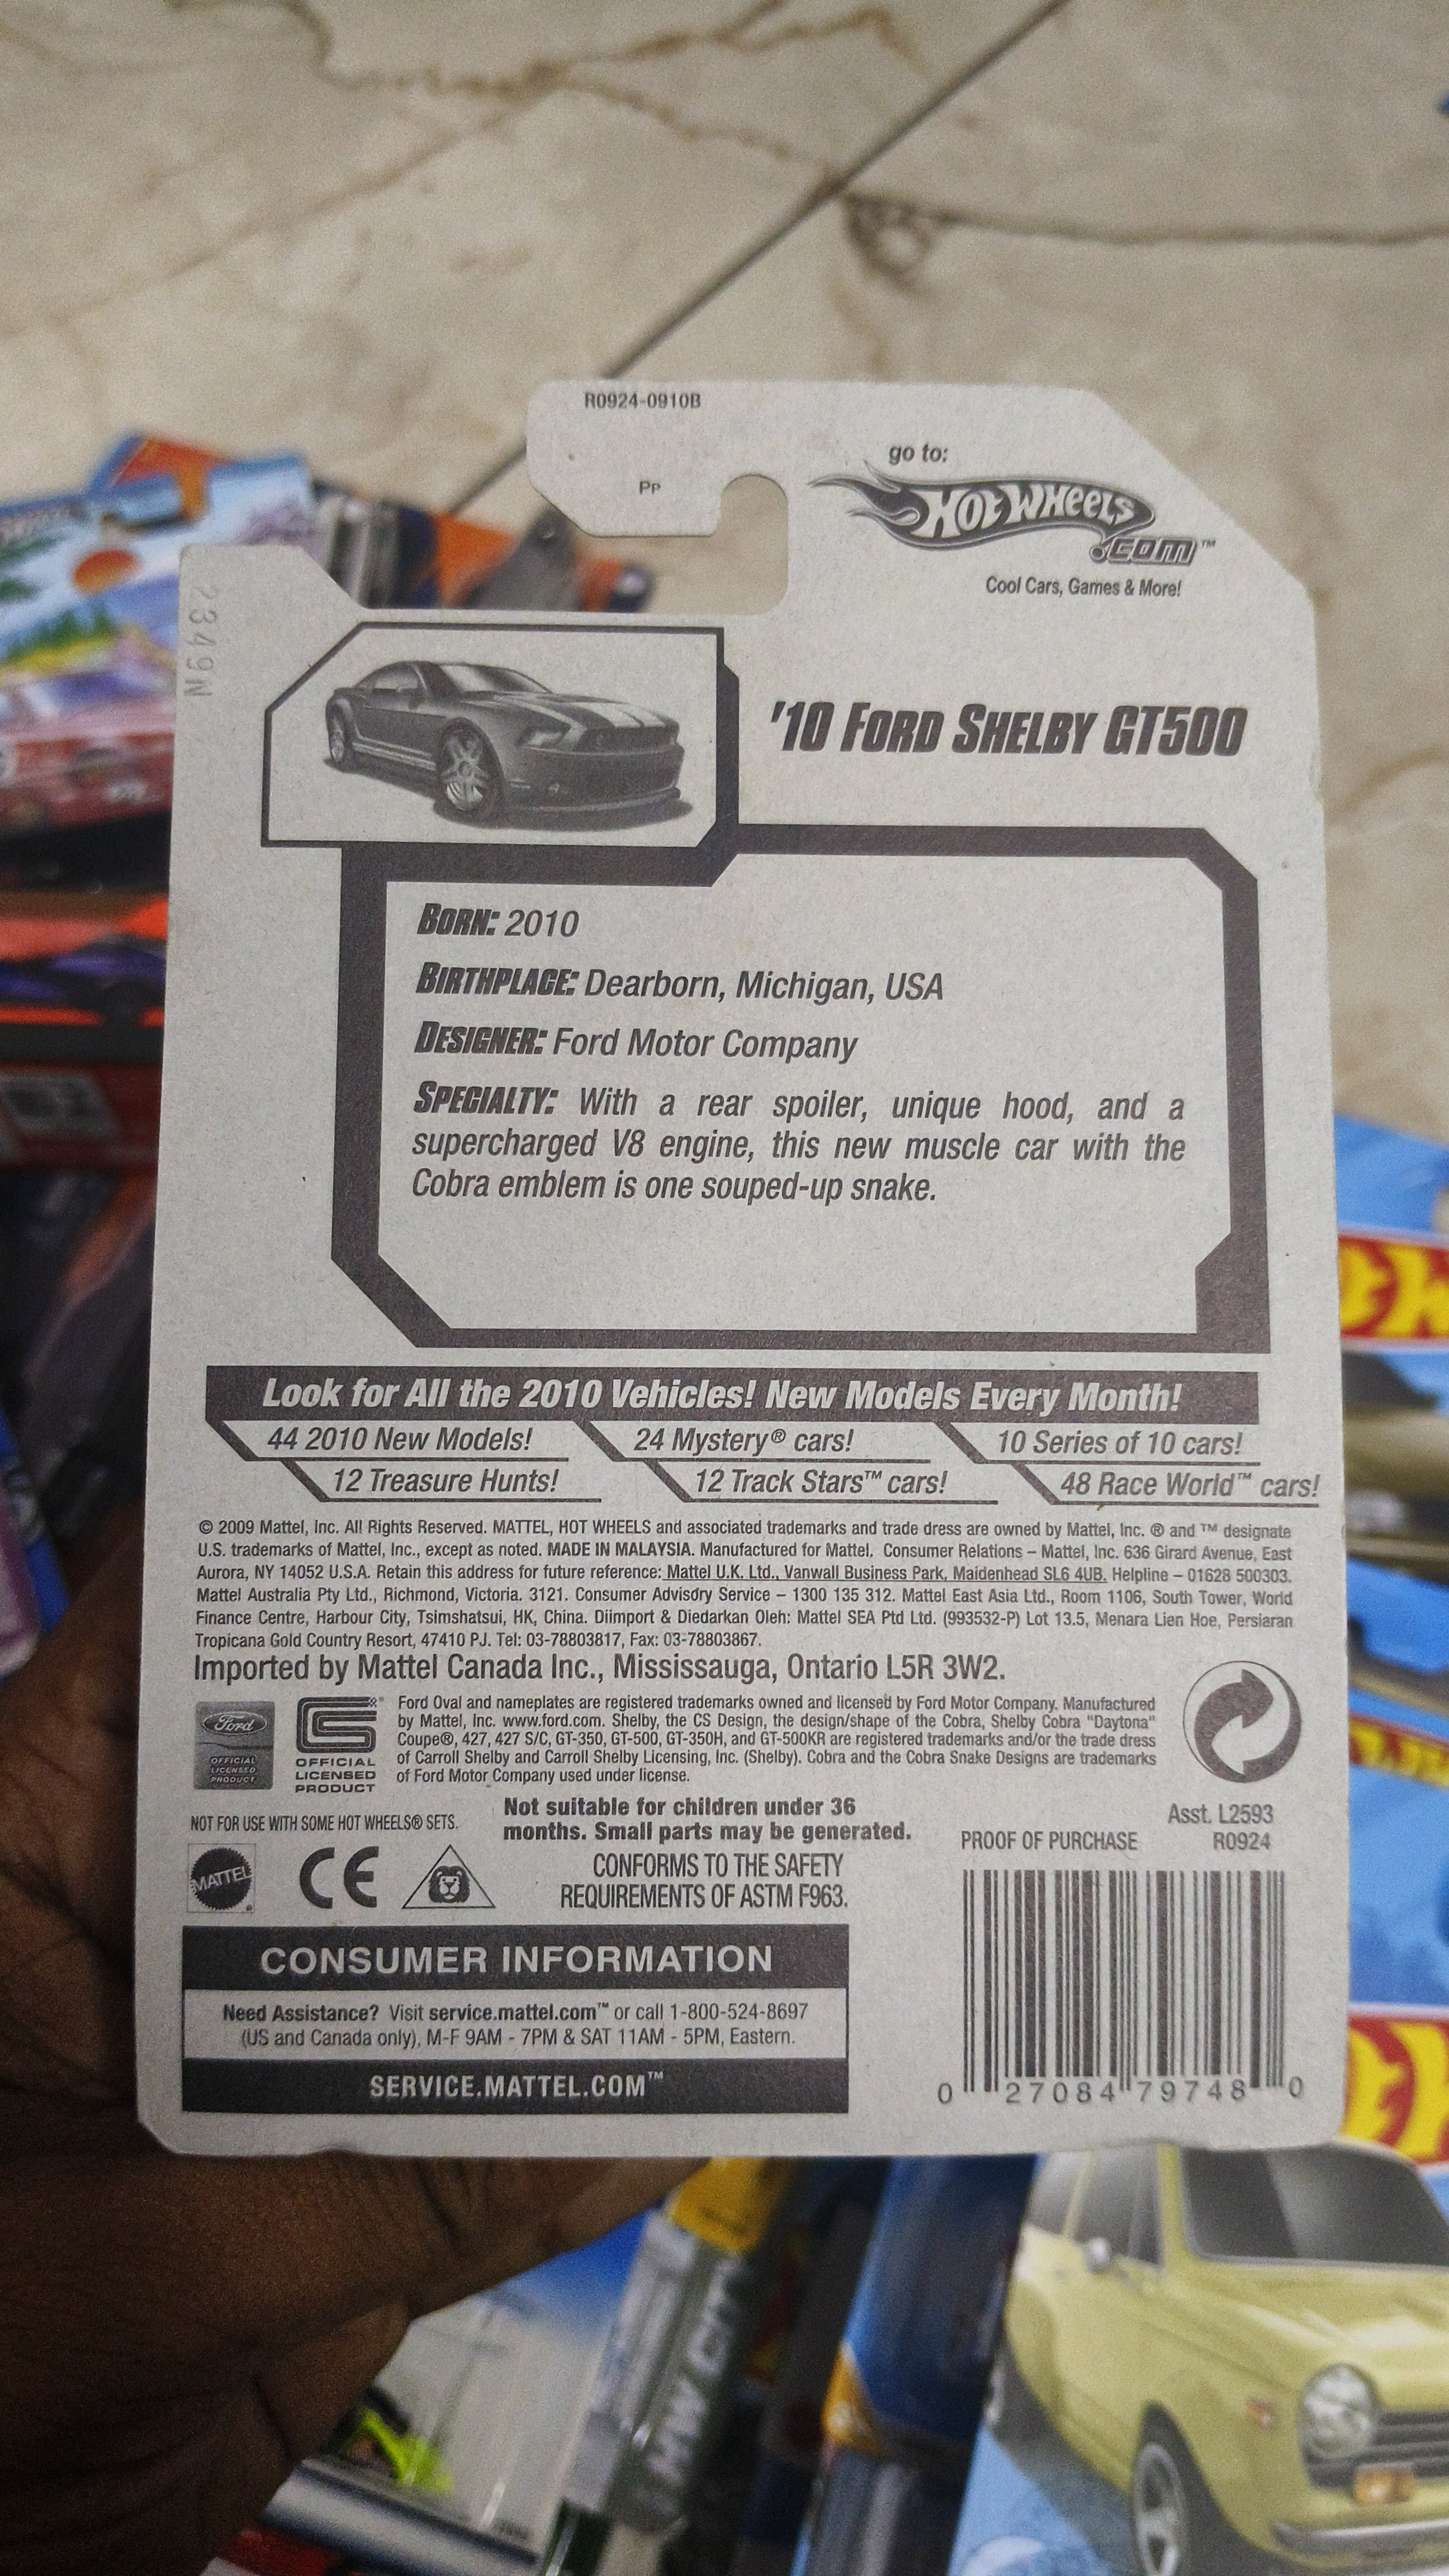 R0924-0910B
Pp
go to:
Hot Wheels
.com™
Cool Cars, Games & More!
2349N
'10 FORD SHELBY GT500
BORN: 2010
BIRTHPLACE: Dearborn, Michigan, USA
DESIGNER: Ford Motor Company
SPECIALTY: With a rear spoiler, unique hood, and a
supercharged V8 engine, this new muscle car with the
Cobra emblem is one souped-up snake.
Look for All the 2010 Vehicles! New Models Every Month!
44 2010 New Models! 24 Mystery® cars! 10 Series of 10 cars!
12 Treasure Hunts! 12 Track Stars™ cars! 48 Race World™ cars!
© 2009 Mattel, Inc. All Rights Reserved. MATTEL, HOT WHEELS and associated trademarks and trade dress are owned by Mattel, Inc. ® and ™ designate
U.S. trademarks of Mattel, Inc., except as noted. MADE IN MALAYSIA. Manufactured for Mattel. Consumer Relations – Mattel, Inc. 636 Girard Avenue, East
Aurora, NY 14052 U.S.A. Retain this address for future reference: Mattel U.K. Ltd., Vanwall Business Park, Maidenhead SL6 4UB. Helpline – 01628 500303.
Mattel Australia Pty Ltd., Richmond, Victoria. 3121. Consumer Advisory Service – 1300 135 312. Mattel East Asia Ltd., Room 1106, South Tower, World
Finance Centre, Harbour City, Tsimshatsui, HK, China. Diimport & Diedarkan Oleh: Mattel SEA Ptd Ltd. (993532-P) Lot 13.5, Menara Lien Hoe, Persiaran
Tropicana Gold Country Resort, 47410 PJ. Tel: 03-78803817, Fax: 03-78803867.
Imported by Mattel Canada Inc., Mississauga, Ontario L5R 3W2.
Ford
OFFICIAL
LICENSED
PRODUCT
OFFICIAL
LICENSED
PRODUCT
Ford Oval and nameplates are registered trademarks owned and licensed by Ford Motor Company. Manufactured
by Mattel, Inc. www.ford.com. Shelby, the CS Design, the design/shape of the Cobra, Shelby Cobra "Daytona"
Coupe®, 427, 427 S/C, GT-350, GT-500, GT-350H, and GT-500KR are registered trademarks and/or the trade dress
of Carroll Shelby and Carroll Shelby Licensing, Inc. (Shelby). Cobra and the Cobra Snake Designs are trademarks
of Ford Motor Company used under license.
NOT FOR USE WITH SOME HOT WHEELS® SETS.
Not suitable for children under 36
months. Small parts may be generated.
MATTEL
CE
CONFORMS TO THE SAFETY
REQUIREMENTS OF ASTM F963.
Asst. L2593
PROOF OF PURCHASE R0924
0 27084 79748 0
CONSUMER INFORMATION
Need Assistance? Visit service.mattel.com™ or call 1-800-524-8697
(US and Canada only), M-F 9AM - 7PM & SAT 11AM - 5PM, Eastern.
SERVICE.MATTEL.COM™
HW CITY